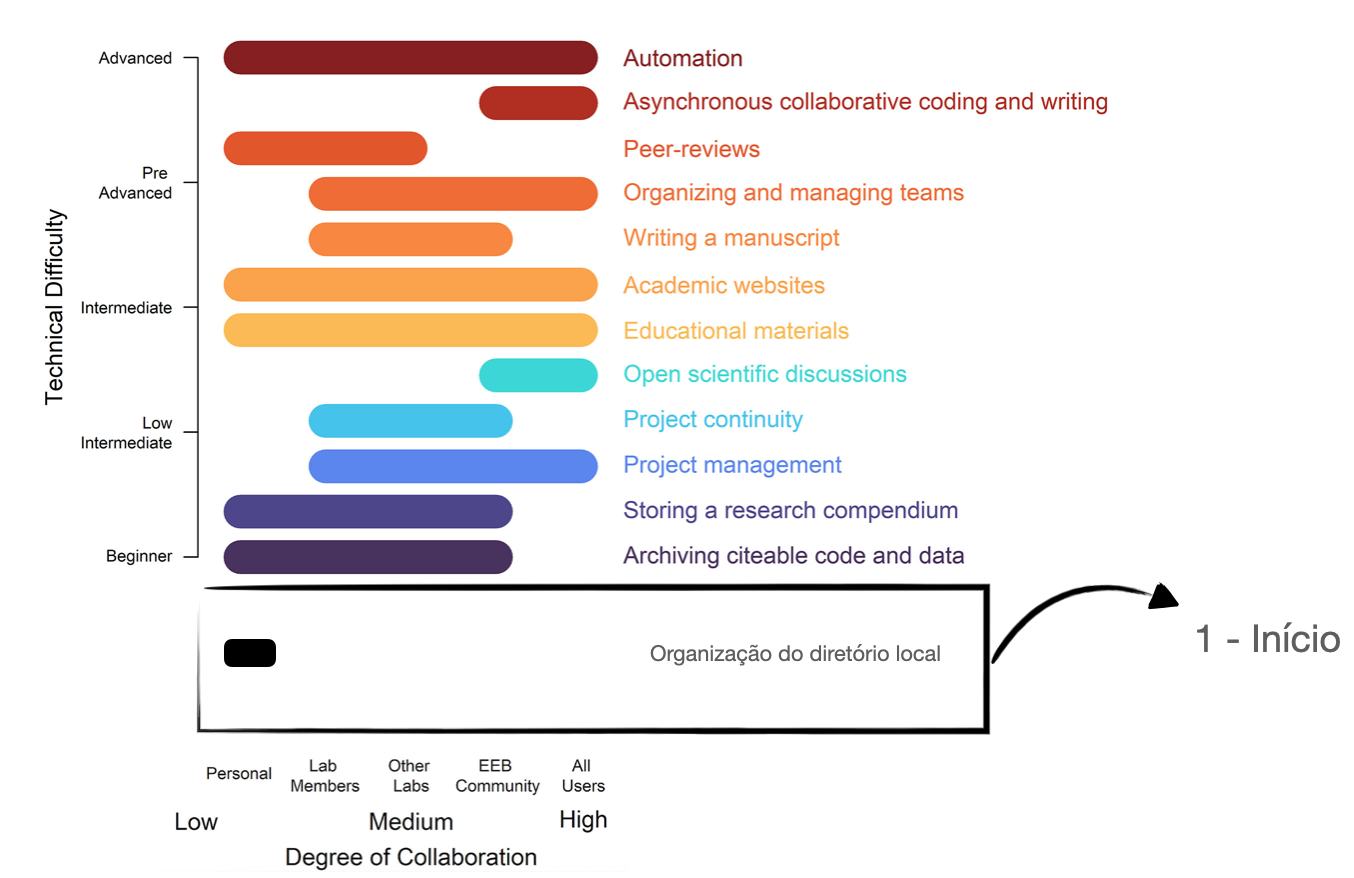 Advanced
Automation
Asynchronous collaborative coding and writing
Peer-reviews
Pre
Advanced
Organizing and managing teams
Writing a manuscript
Academic websites
Intermediate
Educational materials
Technical Difficulty
Open scientific discussions
Low
Intermediate
Project continuity
Project management
Storing a research compendium
Beginner
Archiving citeable code and data
Organização do diretório local
1 - Início
Personal
Lab
Members
Other
Labs
EEB
Community
All
Users
Low
Medium
High
Degree of Collaboration